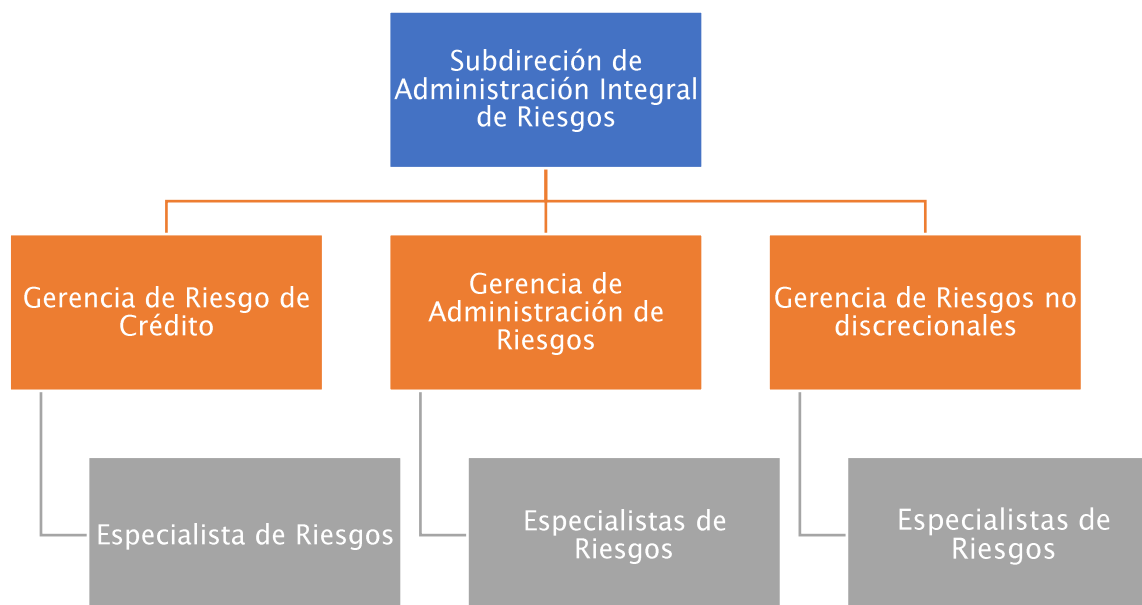 Subdireción de
Administración Integral
de Riesgos
Gerencia de Riesgo de
Crédito
Gerencia de
Administración de
Riesgos
Gerencia de Riesgos no
discrecionales
Especialista de Riesgos
Especialistas de
Riesgos
Especialistas de
Riesgos